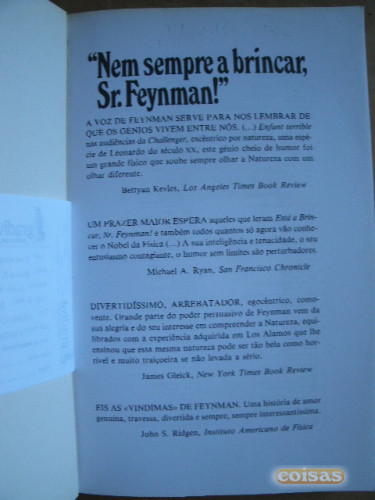 “Nem sempre a brincar,
Sr. Feynman!”
A VOZ DE FEYNMAN SERVE PARA NOS LEMBRAR DE
QUE OS GÉNIOS VIVEM ENTRE NÓS. (...) Enfant terrible
nas audiências da Challenger, excêntrico por natureza, uma espé-
cie de Leonardo do século XX, este génio cheio de humor foi
um grande físico que soube sempre olhar a Natureza com um
olhar diferente.
Bettyan Kevles, Los Angeles Times Book Review
UM PRAZER MAIOR ESPERA aqueles que leram Está a Brin-
car, Sr. Feynman! e também todos quantos só agora vão conhe-
cer o Nobel da Física (...) A sua inteligência e tenacidade, o seu
entusiasmo contagiante, o humor sem limites são perturbadores.
Michael A. Ryan, San Francisco Chronicle
DIVERTIDÍSSIMO, ARREBATADOR, egocêntrico, como-
vente. Grande parte do poder persuasivo de Feynman vem da
sua alegria e do seu interesse em compreender a Natureza, equi-
librados com a experiência adquirida em Los Alamos que lhe
ensinou que essa mesma natureza pode ser tão bela como hor-
rível e muito traiçoeira se não levada a sério.
James Gleick, New York Times Book Review
EIS AS «VINDIMAS» DE FEYNMAN. Uma história de amor
genuína, travessa, divertida e sempre, sempre interessantíssima.
John S. Ridgen, Instituto Americano de Física
coisas